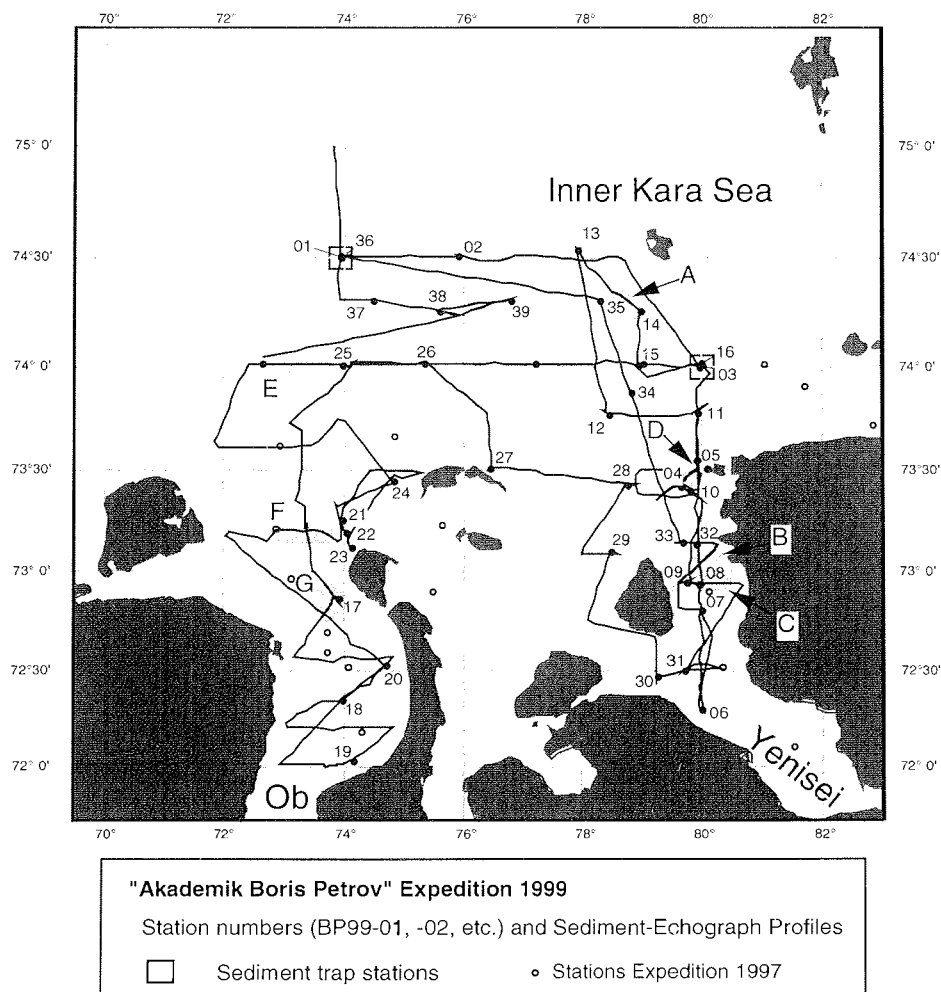 70° 72° 74° 76° 78° 80° 82°
75° 0' 75° 0'
Inner Kara Sea
13
01 36 02
74° 30' 74° 30'
A
37 38 39 35 14
16
25 26 15
74° 0' 03 74° 0'
E
34
12 11
D
05
73° 30' 27 28 04 73° 30'
24 10
F 21
22 33 32
23 B
29
73° 0' G 09 08 73° 0'
17 07 C
72° 30' 20 31 72° 30'
30
18 06
19
72° 0' 72° 0'
Yenisei
Ob
70° 72° 74° 76° 78° 80° 82°
"Akademik Boris Petrov" Expedition 1999
Station numbers (BP99-01, -02, etc.) and Sediment-Echograph Profiles
Sediment trap stations Stations Expedition 1997